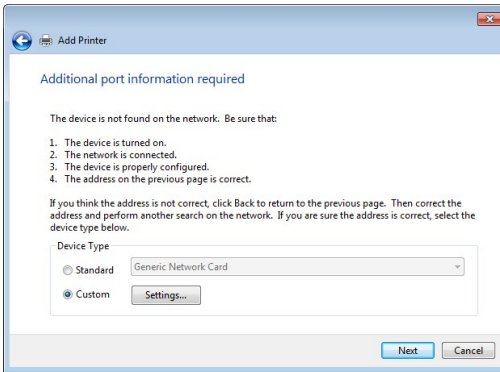 Add Printer
Additional port information required
The device is not found on the network. Be sure that:
1. The device is turned on.
2. The network is connected.
3. The device is properly configured.
4. The address on the previous page is correct.
If you think the address is not correct, click Back to return to the previous page. Then correct the
address and perform another search on the network. If you are sure the address is correct, select the
device type below.
Device Type
Standard Generic Network Card
Custom Settings...
Next Cancel